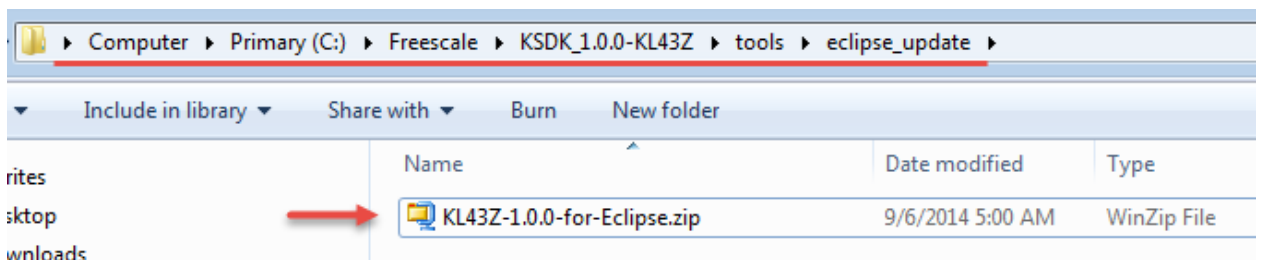 Computer Primary (C:) Freescale KSDK_1.0.0-KL43Z tools eclipse_update
Include in library Share with Burn New folder
Name Date modified Type
rites
sktop
KL43Z-1.0.0-for-Eclipse.zip 9/6/2014 5:00 AM WinZip File
wnloads